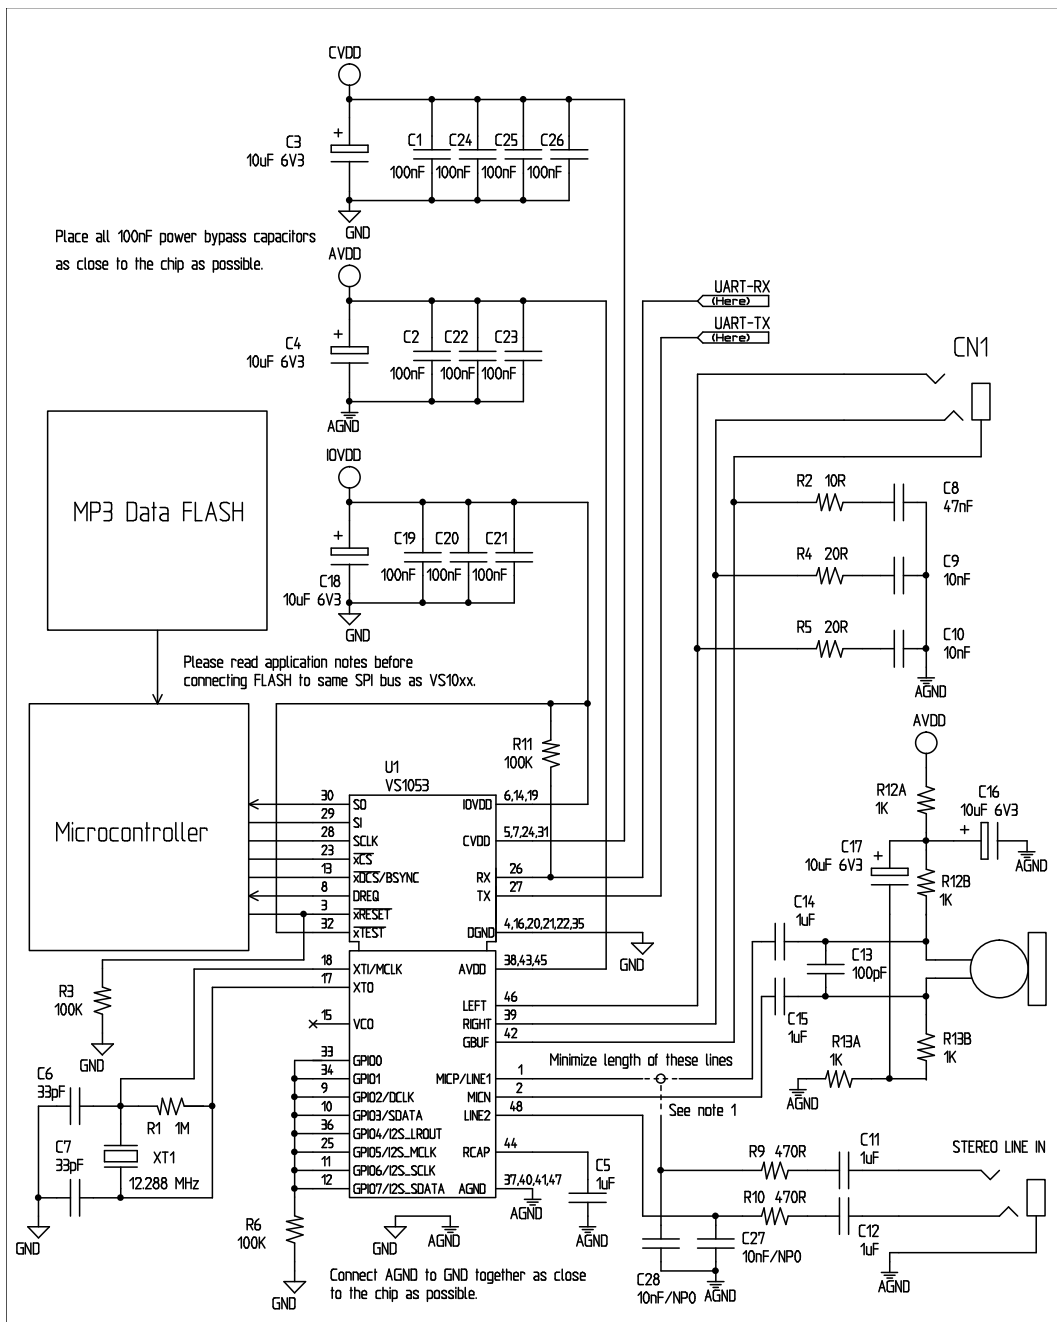 CVDD
C3
10uF 6V3
+
C1 C24 C25 C26
100nF 100nF 100nF 100nF
GND
Place all 100nF power bypass capacitors
as close to the chip as possible.
AVDD
C4
10uF 6V3
+
C2 C22 C23
100nF 100nF 100nF
AGND
UART-RX
(Here)
UART-TX
(Here)
CN1
IOVDD
+
C18
10uF 6V3
C19 C20 C21
100nF 100nF 100nF
GND
MP3 Data FLASH
R2 10R
C8
47nF
R4 20R
C9
10nF
R5 20R
C10
10nF
AGND
Please read application notes before
connecting FLASH to same SPI bus as VS10xx.
Microcontroller
R11
100K
U1
VS1053
30 SO
29 SI
28 SCLK
23 xCS
13 xDCS/BSYNC
8 DREQ
3 xRESET
32 xTEST
IOVDD 6,14,19
CVDD 5,7,24,31
RX 26
TX 27
DGND 4,16,20,21,22,35
GND
18 XTI/MCLK
17 XTO
15 VCO
33 GPIO0
34 GPIO1
9 GPIO2/DCLK
10 GPIO3/SDATA
36 GPIO4/I2S_LROUT
25 GPIO5/I2S_MCLK
11 GPIO6/I2S_SCLK
12 GPIO7/I2S_SDATA
AVDD 38,43,45
LEFT 46
RIGHT 39
GBUF 42
MICP/LINE1 1
MICN 2
LINE2 48
RCAP 44
AGND 37,40,41,47
AGND
AVDD
R12A
1K
C16
10uF 6V3
+
AGND
C17
10uF 6V3
+
R12B
1K
C14
1uF
C13
100pF
C15
1uF
R13A
1K
R13B
1K
AGND
R3
100K
GND
C6
33pF
C7
33pF
R1 1M
XT1
12.288 MHz
GND
R6
100K
GND
GND
AGND
Connect AGND to GND together as close
to the chip as possible.
C5
1uF
AGND
Minimize length of these lines
See note 1
R9 470R
C11
1uF
STEREO LINE IN
R10 470R
C12
1uF
C27
10nF/NPO
C28
10nF/NPO
AGND
AGND